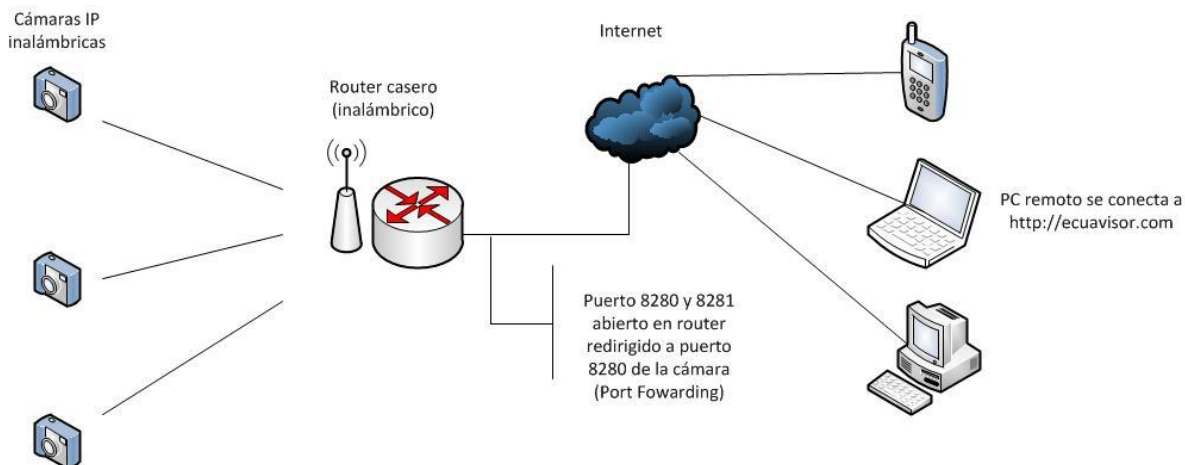 Cámaras IP
inalámbricas
Router casero
(inalámbrico)
Internet
PC remoto se conecta a
http://ecuavisor.com
Puerto 8280 y 8281
abierto en router
redirigido a puerto
8280 de la cámara
(Port Fowarding)